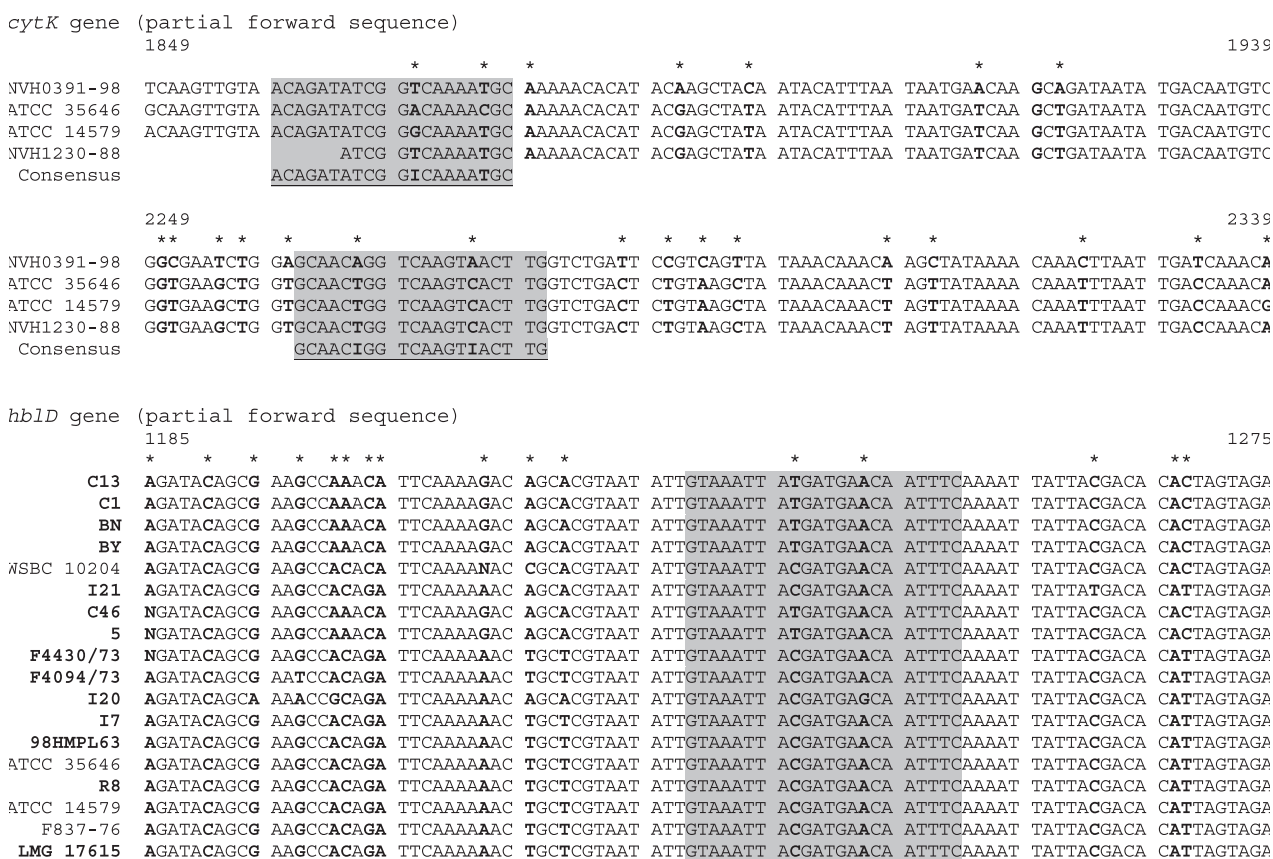 cytK gene (partial forward sequence)
1849 1939
* * * * * * *
NVH0391-98 TCAAGTTGTA ACAGATATCG GTCAAAATGC AAAAACACAT ACAAGCTACA ATACATTTAA TAATGAACAA GCAGATAATA TGACAATGTC
ATCC 35646 GCAAGTTGTA ACAGATATCG GACAAAACGC AAAAACACAT ACGAGCTATA ATACATTTAA TAATGATCAA GCTGATAATA TGACAATGTC
ATCC 14579 ACAAGTTGTA ACAGATATCG GGCAAAATGC AAAAACACAT ACGAGCTATA ATACATTTAA TAATGATCAA GCTGATAATA TGACAATGTC
NVH1230-88 ATCG GTCAAAATGC AAAAACACAT ACGAGCTATA ATACATTTAA TAATGATCAA GCTGATAATA TGACAATGTC
Consensus ACAGATATCG GICAAAATGC
2249 2339
** * * * * * * * * * * * * * *
NVH0391-98 GGCGAATCTG GAGCAACAGG TCAAGTAACT TGGTCTGATT CCGTCAGTTA TAAACAAACA AAGCTATAAAA CAAACTTAAT TGATCAAACA
ATCC 35646 GGTGAAGCTG GTGCAACTGG TCAAGTCACT TGGTCTGACT CTGTAAGCTA TAAACAAACT AGTTATAAAA CAAATTTAAT TGACCAAACA
ATCC 14579 GGTGAAGCTG GTGCAACTGG TCAAGTCACT TGGTCTGACT CTGTAAGCTA TAAACAAACT AGTTATAAAA CAAATTTAAT TGACCAAACG
NVH1230-88 GGTGAAGCTG GTGCAACTGG TCAAGTCACT TGGTCTGACT CTGTAAGCTA TAAACAAACT AGTTATAAAA CAAATTTAAT TGACCAAACA
Consensus GCAACIGG TCAAGTIACT TG
hblD gene (partial forward sequence)
1185 1275
* * * * ** ** * * * * * * **
C13 AGATACAGCG AAGCCAAACA TTCAAAAGAC AGCACGTAAT ATTGTAAATT ATGATGAACA ATTTCAAAAT TATTACGACA CACTAGTAGA
C1 AGATACAGCG AAGCCAAACA TTCAAAAGAC AGCACGTAAT ATTGTAAATT ATGATGAACA ATTTCAAAAT TATTACGACA CACTAGTAGA
BN AGATACAGCG AAGCCAAACA TTCAAAAGAC AGCACGTAAT ATTGTAAATT ATGATGAACA ATTTCAAAAT TATTACGACA CACTAGTAGA
BY AGATACAGCG AAGCCAAACA TTCAAAAGAC AGCACGTAAT ATTGTAAATT ATGATGAACA ATTTCAAAAT TATTACGACA CACTAGTAGA
WSBC 10204 AGATACAGCG AAGCCACACA TTCAAAANAC CGCACGTAAT ATTGTAAATT ACGATGAACA ATTTCAAAAT TATTACGACA CACTAGTAGA
I21 AGATACAGCG AAGCCACAGA TTCAAAAAAC AGCACGTAAT ATTGTAAATT ACGATGAACA ATTTCAAAAT TATTATGACA CATTAGTAGA
C46 NGATACAGCG AAGCCAAACA TTCAAAAGAC AGCACGTAAT ATTGTAAATT ATGATGAACA ATTTCAAAAT TATTACGACA CACTAGTAGA
5 NGATACAGCG AAGCCAAACA TTCAAAAGAC AGCACGTAAT ATTGTAAATT ATGATGAACA ATTTCAAAAT TATTACGACA CACTAGTAGA
F4430/73 NGATACAGCG AAGCCACAGA TTCAAAAAAC TGCTCGTAAT ATTGTAAATT ACGATGAACA ATTTCAAAAT TATTACGACA CATTAGTAGA
F4094/73 AGATACAGCG AATCCACAGA TTCAAAAAAC TGCTCGTAAT ATTGTAAATT ACGATGAACA ATTTCAAAAT TATTACGACA CATTAGTAGA
I20 AGATACAGCA AAACCGCAGA TTCAAAAAAC AGCACGTAAT ATTGTAAATT ACGATGAGCA ATTTCAAAAT TATTACGACA CATTAGTAGA
I7 AGATACAGCG AAGCCACAGA TTCAAAAAAC TGCTCGTAAT ATTGTAAATT ACGATGAACA ATTTCAAAAT TATTACGACA CATTAGTAGA
98HMPL63 AGATACAGCG AAGCCACAGA TTCAAAAAAC TGCTCGTAAT ATTGTAAATT ACGATGAACA ATTTCAAAAT TATTACGACA CATTAGTAGA
ATCC 35646 AGATACAGCG AAGCCACAGA TTCAAAAAAC TGCTCGTAAT ATTGTAAATT ACGATGAACA ATTTCAAAAT TATTACGACA CATTAGTAGA
R8 AGATACAGCG AAGCCACAGA TTCAAAAAAC TGCTCGTAAT ATTGTAAATT ACGATGAACA ATTTCAAAAT TATTACGACA CATTAGTAGA
ATCC 14579 AGATACAGCG AAGCCACAGA TTCAAAAAAC TGCTCGTAAT ATTGTAAATT ACGATGAACA ATTTCAAAAT TATTACGACA CATTAGTAGA
F837-76 AGATACAGCG AAGCCACAGA TTCAAAAAAC TGCTCGTAAT ATTGTAAATT ACGATGAACA ATTTCAAAAT TATTACGACA CATTAGTAGA
LMG 17615 AGATACAGCG AAGCCACAGA TTCAAAAAAC TGCTCGTAAT ATTGTAAATT ACGATGAACA ATTTCAAAAT TATTACGACA CATTAGTAGA